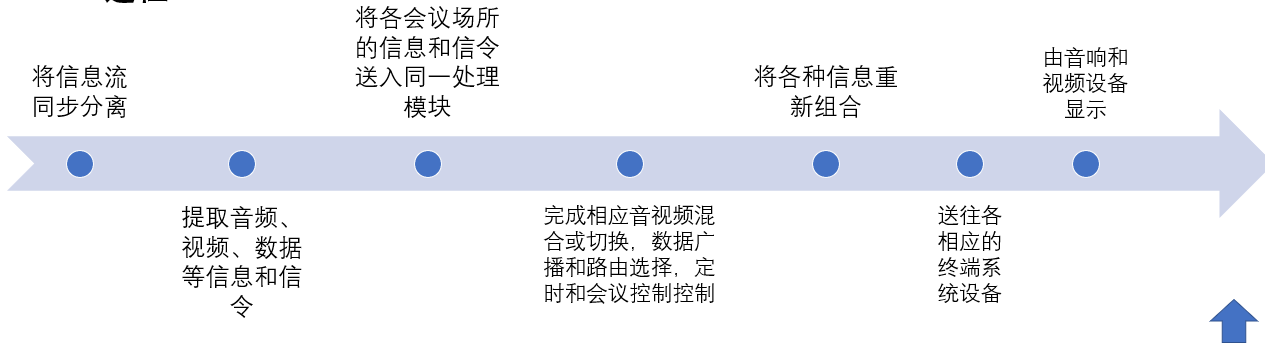 将信息流
同步分离
提取音频、
视频、数据
等信息和信
令
将各会议场所
的信息和信令
送入同一处理
模块
完成相应音视频混
合或切换，数据广
播和路由选择，定
时和会议控制控制
将各种信息重
新组合
送往各
相应的
终端系
统设备
由音响和
视频设备
显示